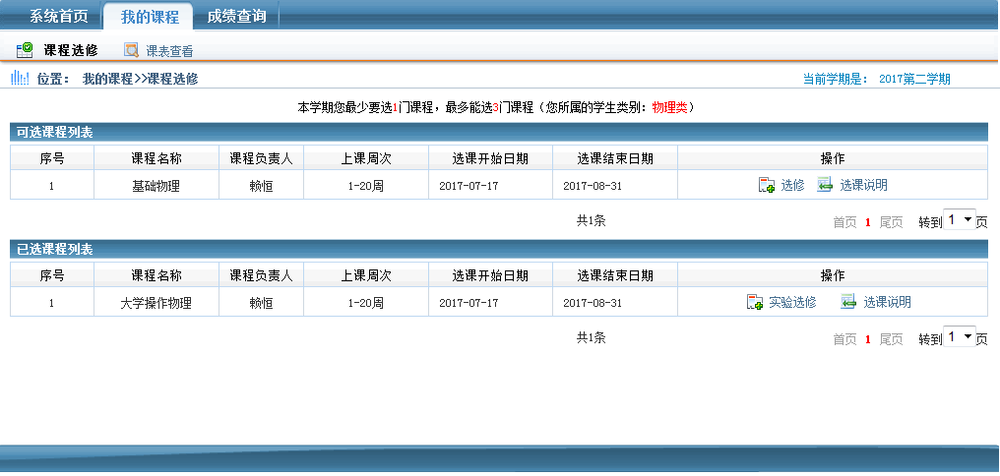 系统首页 我的课程 成绩查询
课程选修 课表查看
位置： 我的课程>>课程选修 当前学期是： 2017第二学期
本学期您最少要选1门课程，最多能选3门课程（您所属的学生类别：物理类）
可选课程列表
序号 课程名称 课程负责人 上课周次 选课开始日期 选课结束日期 操作
1 基础物理 赖恒 1-20周 2017-07-17 2017-08-31 选修 选课说明
共1条 首页 1 尾页 转到 1 页
已选课程列表
序号 课程名称 课程负责人 上课周次 选课开始日期 选课结束日期 操作
1 大学操作物理 赖恒 1-20周 2017-07-17 2017-08-31 实验选修 选课说明
共1条 首页 1 尾页 转到 1 页